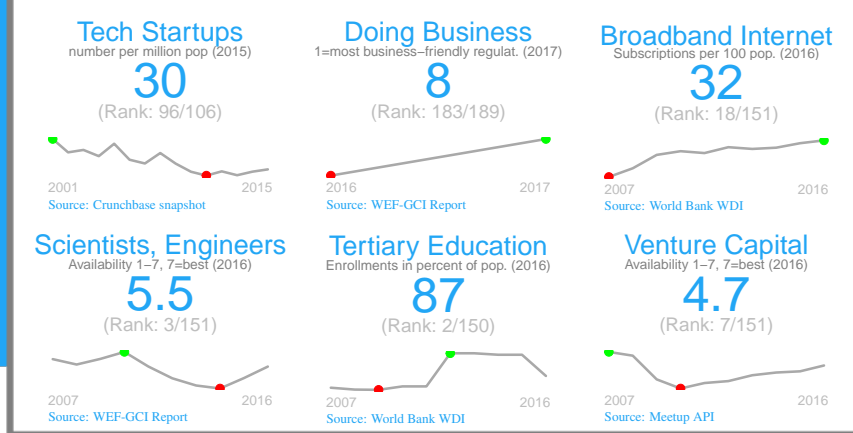 Tech Startups
number per million pop (2015)
30
(Rank: 96/106)
2001 2015
Source: Crunchbase snapshot
Doing Business
1=most business−friendly regulat. (2017)
8
(Rank: 183/189)
2016 2017
Source: WEF-GCI Report
Broadband Internet
Subscriptions per 100 pop. (2016)
32
(Rank: 18/151)
2007 2016
Source: World Bank WDI
Scientists, Engineers
Availability 1−7, 7=best (2016)
5.5
(Rank: 3/151)
2007 2016
Source: WEF-GCI Report
Tertiary Education
Enrollments in percent of pop. (2016)
87
(Rank: 2/150)
2007 2016
Source: World Bank WDI
Venture Capital
Availability 1−7, 7=best (2016)
4.7
(Rank: 7/151)
2007 2016
Source: Meetup API